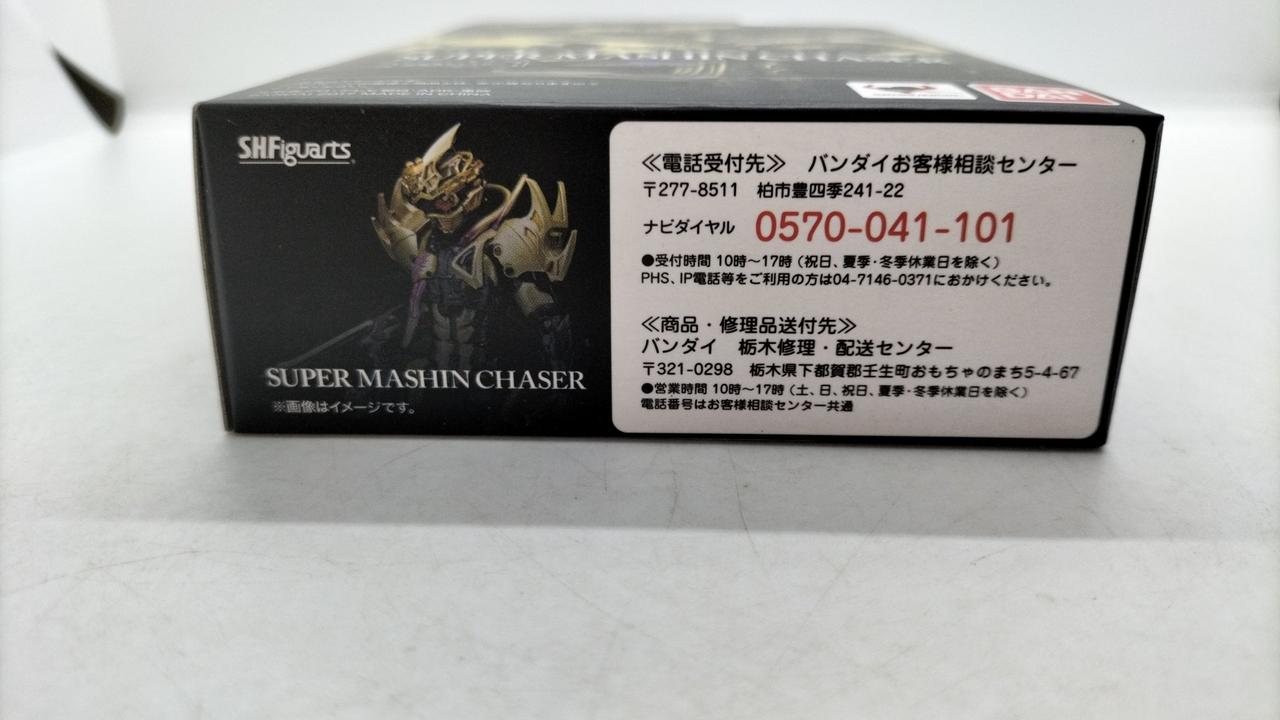 SUPER MASHIN CHASER
MADE IN CHINA
S.H.Figuarts
SUPER MASHIN CHASER
※画像はイメージです。
≪電話受付先≫ バンダイお客様相談センター
〒277-8511 柏市豊四季241-22
ナビダイヤル 0570-041-101
●受付時間 10時〜17時（祝日、夏季・冬季休業日を除く）
PHS、IP電話等をご利用の方は04-7146-0371におかけください。
≪商品・修理品送付先≫
バンダイ 栃木修理・配送センター
〒321-0298 栃木県下都賀郡壬生町おもちゃのまち5-4-67
●営業時間 10時〜17時（土、日、祝日、夏季・冬季休業日を除く）
電話番号はお客様相談センター共通